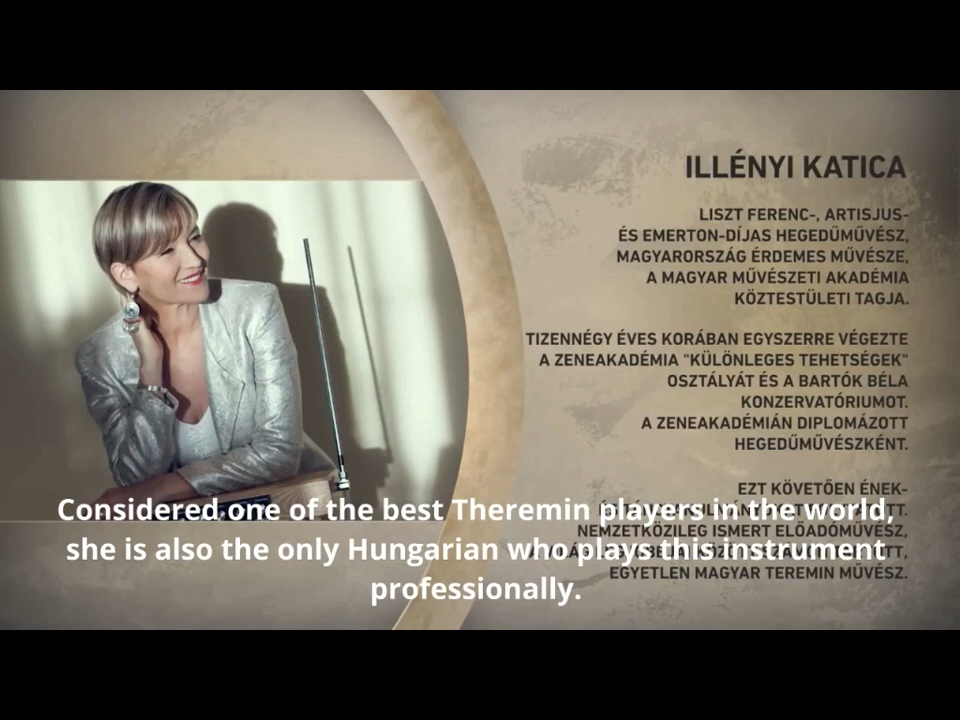 ILLÉNYI KATICA
LISZT FERENC-, ARTISJUS-
ÉS EMERTON-DÍJAS HEGEDŰMŰVÉSZ,
MAGYARORSZÁG ÉRDEMES MŰVÉSZE,
A MAGYAR MŰVÉSZETI AKADÉMIA
KÖZTESTÜLETI TAGJA.
TIZENNÉGY ÉVES KORÁBAN EGYSZERRE VÉGEZTE
A ZENEAKADÉMIA "KÜLÖNLEGES TEHETSÉGEK"
OSZTÁLYÁT ÉS A BARTÓK BÉLA
KONZERVATÓRIUMOT.
A ZENEAKADÉMIÁN DIPLOMÁZOTT
HEGEDŰMŰVÉSZKÉNT.
EZT KÖVETŐEN ÉNEK-
NEMZETKÖZILEG ISMERT ELŐADÓMŰVÉSZ,
EGYETLEN MAGYAR TEREMIN MŰVÉSZ.
Considered one of the best Theremin players in the world,
she is also the only Hungarian who plays this instrument
professionally.